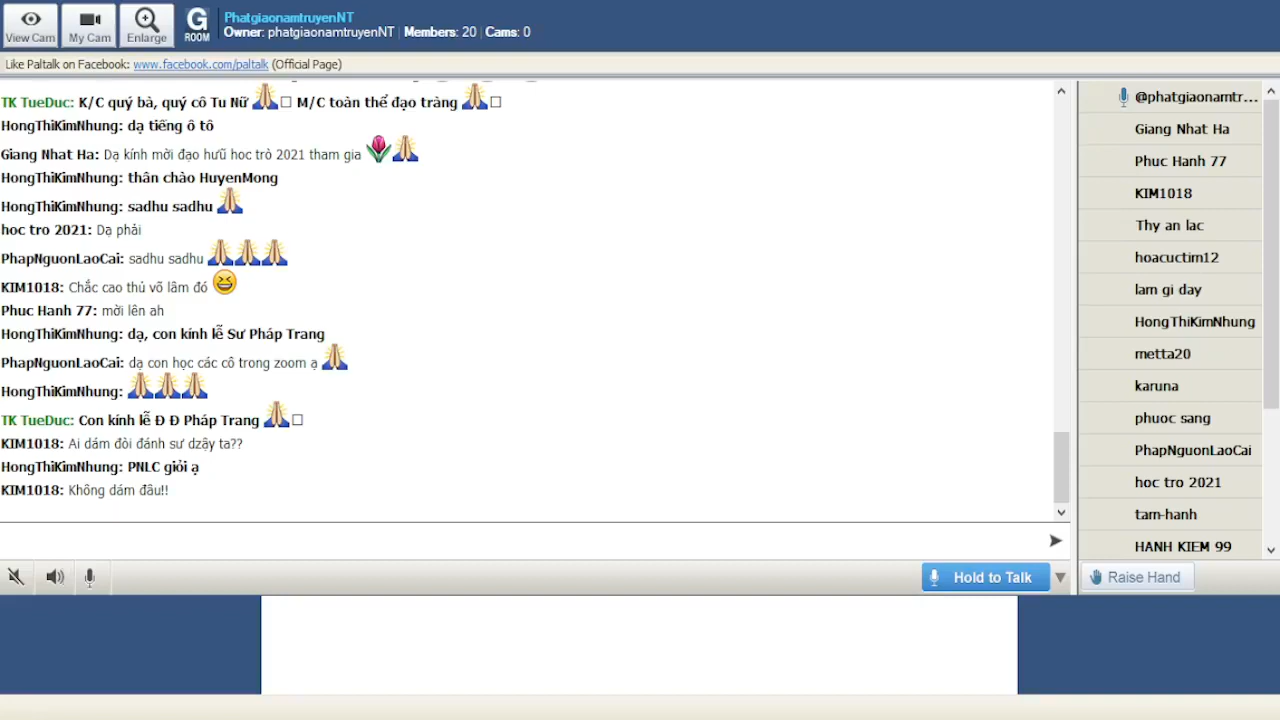 View Cam
My Cam
Enlarge
G
ROOM
PhatgiaonamtruyenNT
Owner: phatgiaonamtruyenNT | Members: 20 | Cams: 0
Like Paltalk on Facebook: www.facebook.com/paltalk (Official Page)
TK TueDuc: K/C quý bà, quý cô Tu Nữ 🙏□ M/C toàn thể đạo tràng 🙏□
HongThiKimNhung: dạ tiếng ô tô
Giang Nhat Ha: Dạ kính mời đạo hưũ học trò 2021 tham gia 🌷🙏
HongThiKimNhung: thân chào HuyenMong
HongThiKimNhung: sadhu sadhu 🙏
hoc tro 2021: Dạ phải
PhapNguonLaoCai: sadhu sadhu 🙏🙏🙏
KIM1018: Chắc cao thủ võ lâm đó 😆
Phuc Hanh 77: mời lên ah
HongThiKimNhung: dạ, con kính lễ Sư Pháp Trang
PhapNguonLaoCai: dạ con học các cô trong zoom ạ 🙏
HongThiKimNhung: 🙏🙏🙏
TK TueDuc: Con kính lễ Đ Đ Pháp Trang 🙏□
KIM1018: Ai dám đòi đánh sư dzậy ta??
HongThiKimNhung: PNLC giỏi ạ
KIM1018: Không dám đâu!!
Hold to Talk
@phatgiaonamtr...
Giang Nhat Ha
Phuc Hanh 77
KIM1018
Thy an lac
hoacuctim12
lam gi day
HongThiKimNhung
metta20
karuna
phuoc sang
PhapNguonLaoCai
hoc tro 2021
tam-hanh
HANH KIEM 99
Raise Hand